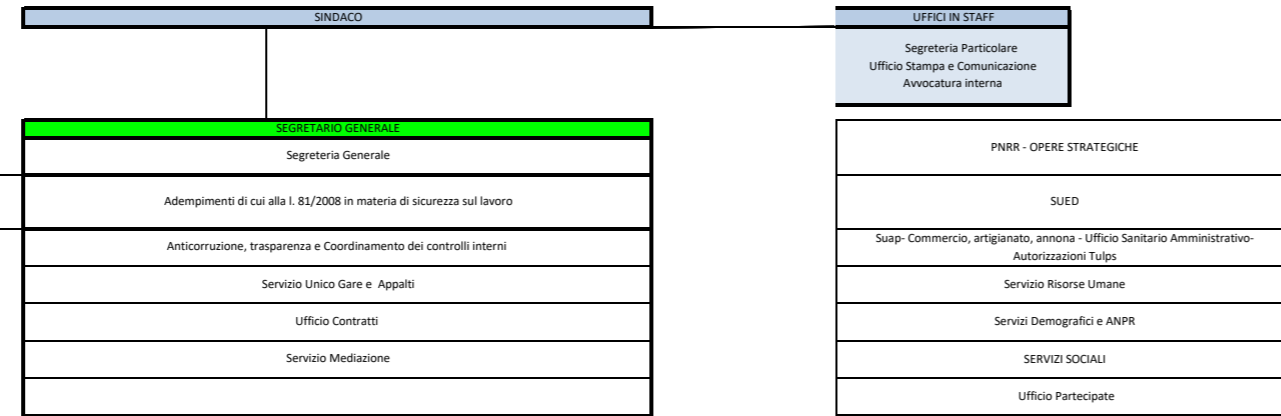 SINDACO
UFFICI IN STAFF
Segreteria Particolare
Ufficio Stampa e Comunicazione
Avvocatura interna
SEGRETARIO GENERALE
Segreteria Generale
Adempimenti di cui alla l. 81/2008 in materia di sicurezza sul lavoro
Anticorruzione, trasparenza e Coordinamento dei controlli interni
Servizio Unico Gare e Appalti
Ufficio Contratti
Servizio Mediazione
PNRR - OPERE STRATEGICHE
SUED
Suap- Commercio, artigianato, annona - Ufficio Sanitario Amministrativo-
Autorizzazioni Tulps
Servizio Risorse Umane
Servizi Demografici e ANPR
SERVIZI SOCIALI
Ufficio Partecipate